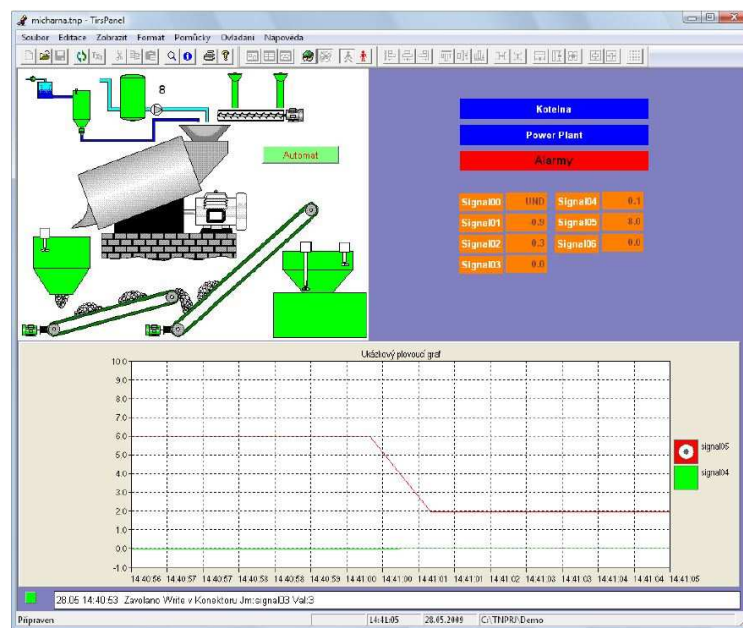 micharna.tnp - TirsPanel
Soubor Editace Zobrazit Format Pomůcky Ovladani Napoveda
8
Automat
Kotelna
Power Plant
Alarmy
Signal00 UND Signal04 0.1
Signal01 -0.9 Signal05 8.0
Signal02 0.3 Signal06 0.0
Signal03 0.0
Ukázkový plovoucí graf
10.0
9.0
8.0
7.0
6.0
5.0
4.0
3.0
2.0
1.0
0.0
-1.0
14:40:56 14:40:57 14:40:57 14:40:58 14:40:58 14:40:59 14:41:00 14:41:00 14:41:01 14:41:01 14:41:02 14:41:03 14:41:03 14:41:04 14:41:04 14:41:05
signal05
signal04
28.05 14:40:53 Zavolano Write v Konektoru Jm:signal03 Val:3
Připraven 14:41:05 28.05.2009 C:\TNPRJ\Demo